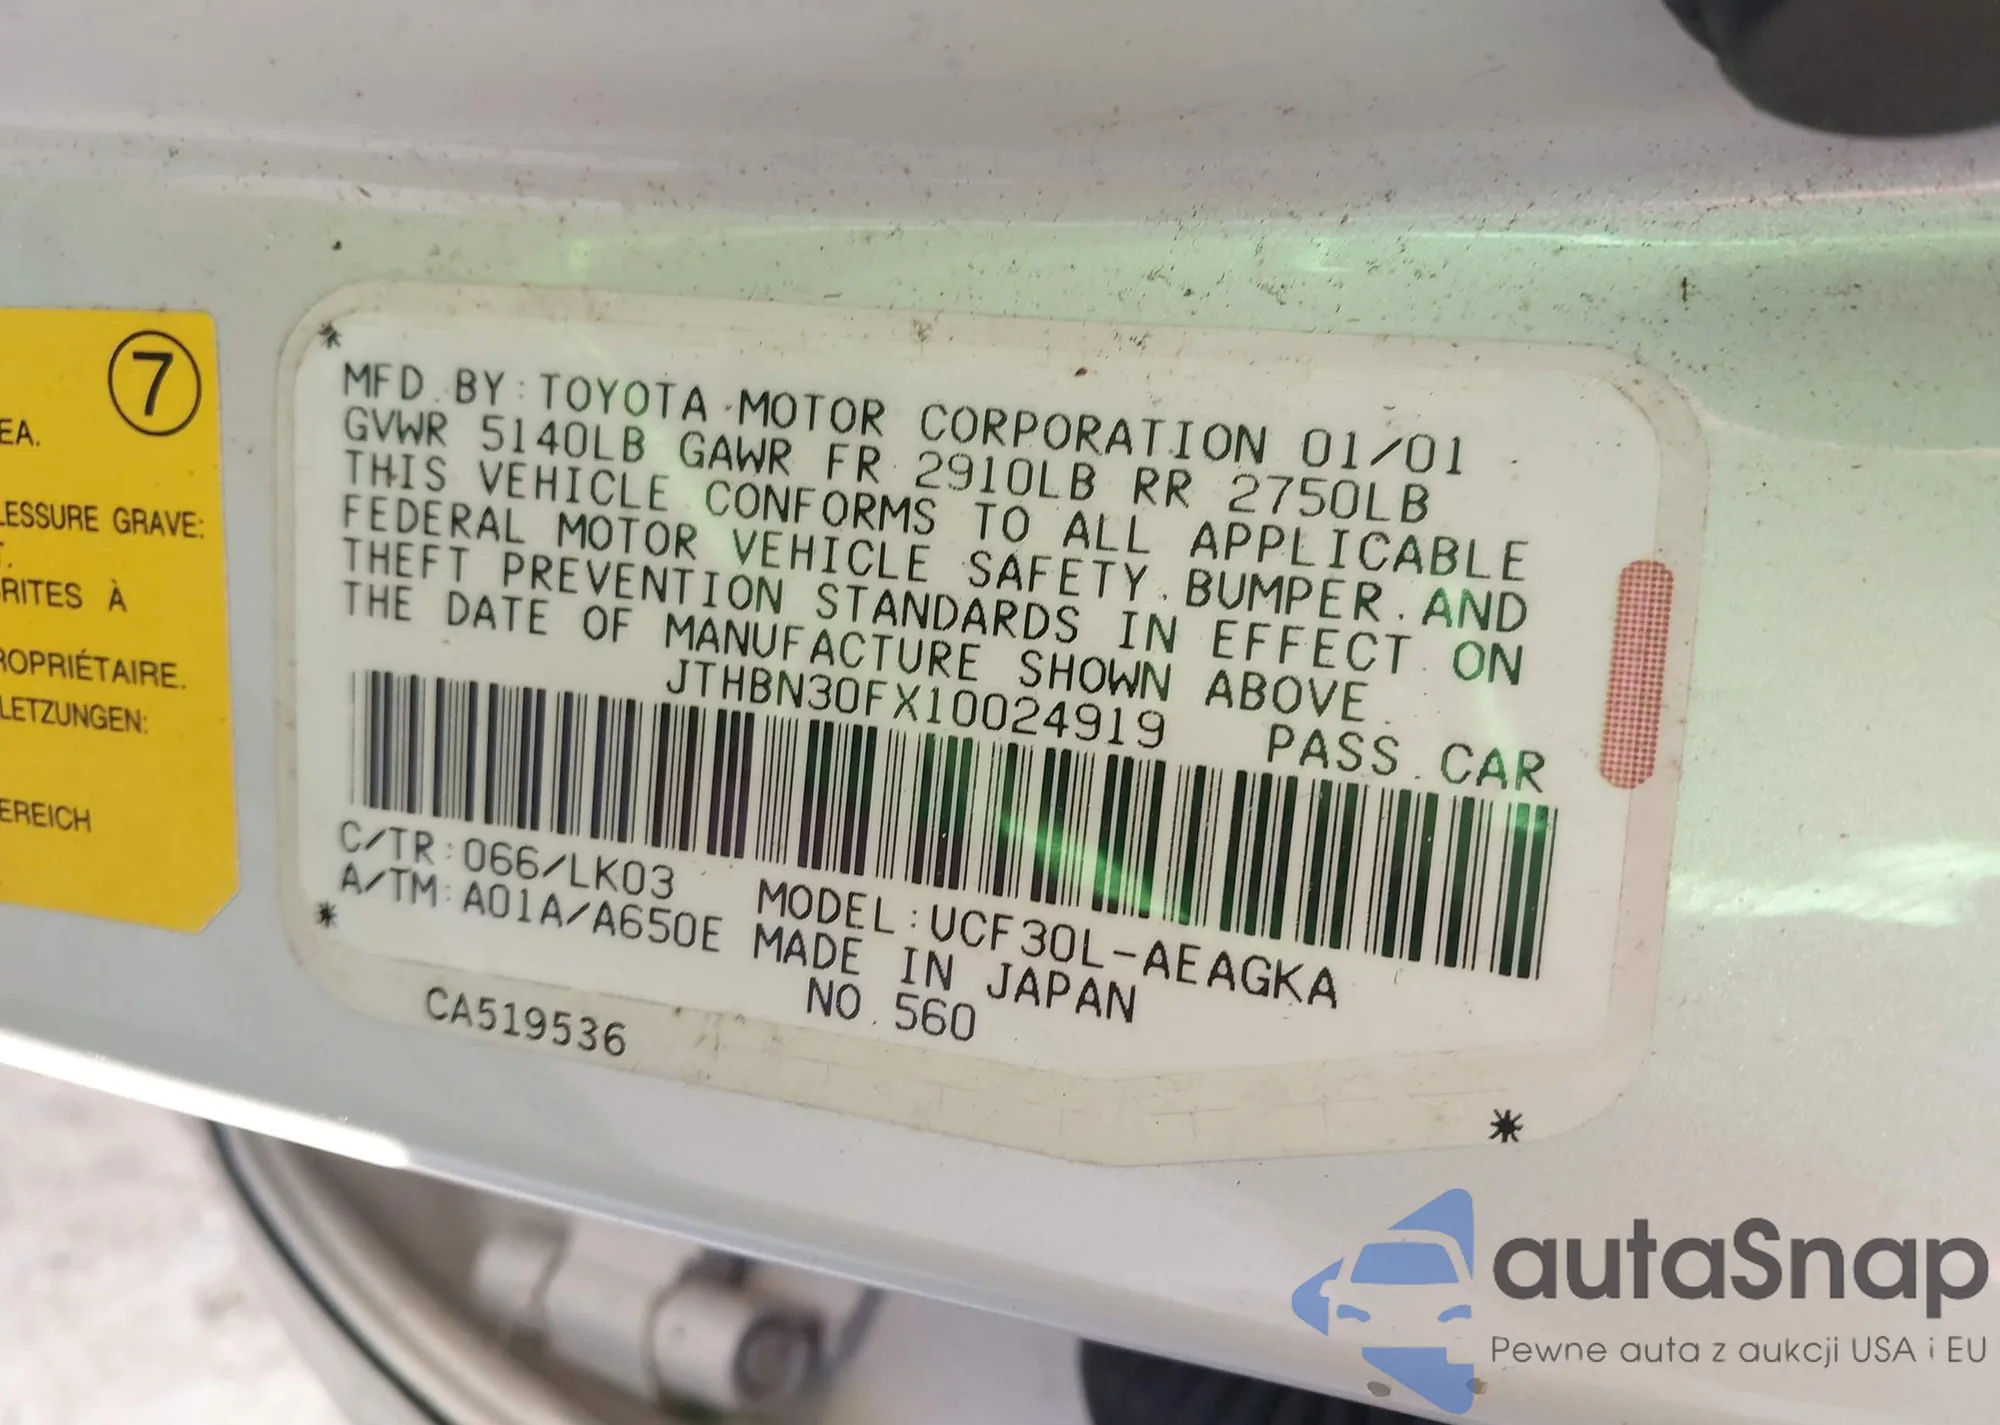 7
EA.
LESSURE GRAVE:
RITES À
ROPRIÉTAIRE.
LETZUNGEN:
EREICH
MFD.BY:TOYOTA MOTOR CORPORATION 01/01
GVWR 5140LB GAWR FR 2910LB RR 2750LB
THIS VEHICLE CONFORMS TO ALL APPLICABLE
FEDERAL MOTOR VEHICLE SAFETY.BUMPER.AND
THEFT PREVENTION STANDARDS IN EFFECT ON
THE DATE OF MANUFACTURE SHOWN ABOVE.
JTHBN30FX10024919 PASS.CAR
C/TR:066/LK03 MODEL:UCF30L-AEAGKA
A/TM:A01A/A650E MADE IN JAPAN
NO.560
CA519536
autaSnap
Pewne auta z aukcji USA i EU